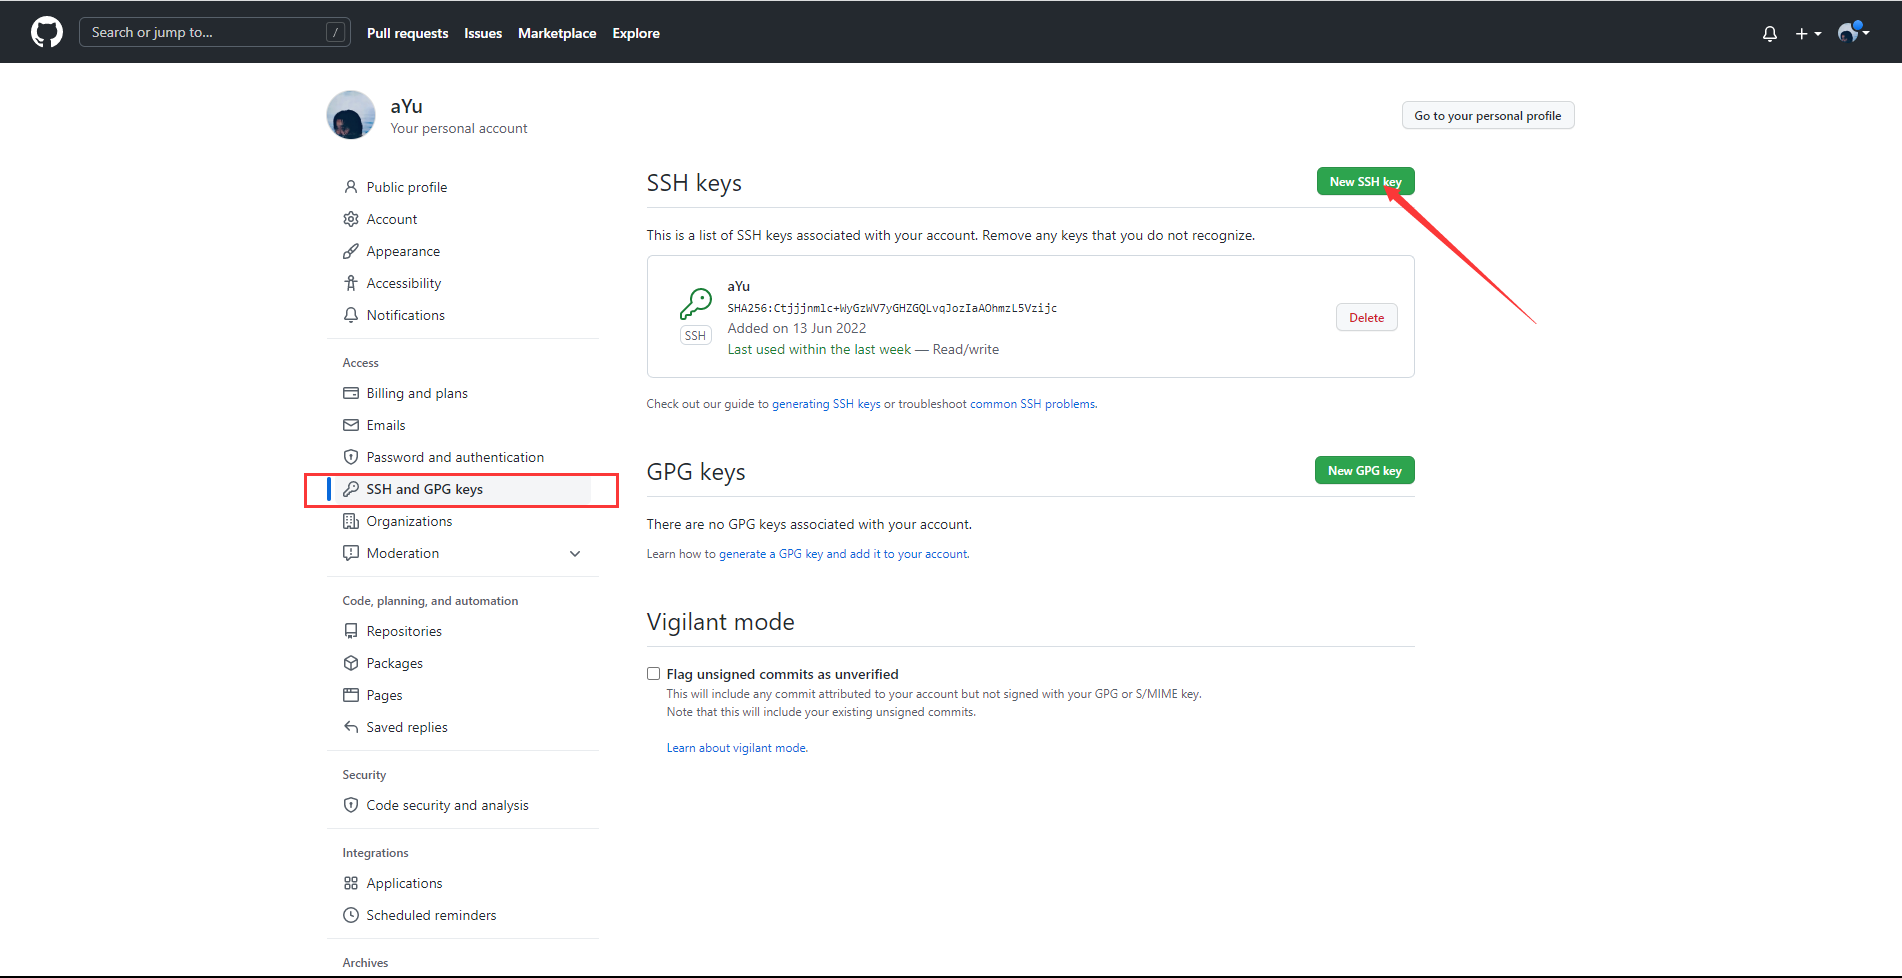 Search or jump to...
/
Pull requests
Issues
Marketplace
Explore
aYu
Your personal account
Go to your personal profile
Public profile
Account
Appearance
Accessibility
Notifications
Access
Billing and plans
Emails
Password and authentication
SSH and GPG keys
Organizations
Moderation
Code, planning, and automation
Repositories
Packages
Pages
Saved replies
Security
Code security and analysis
Integrations
Applications
Scheduled reminders
Archives
SSH keys
New SSH key
This is a list of SSH keys associated with your account. Remove any keys that you do not recognize.
aYu
SHA256:Ctjjjnmlc+WyGzWV7yGHZGQLvqJozIaAOhmzL5Vzijc
SSH
Added on 13 Jun 2022
Last used within the last week — Read/write
Delete
Check out our guide to generating SSH keys or troubleshoot common SSH problems.
GPG keys
New GPG key
There are no GPG keys associated with your account.
Learn how to generate a GPG key and add it to your account.
Vigilant mode
Flag unsigned commits as unverified
This will include any commit attributed to your account but not signed with your GPG or S/MIME key.
Note that this will include your existing unsigned commits.
Learn about vigilant mode.